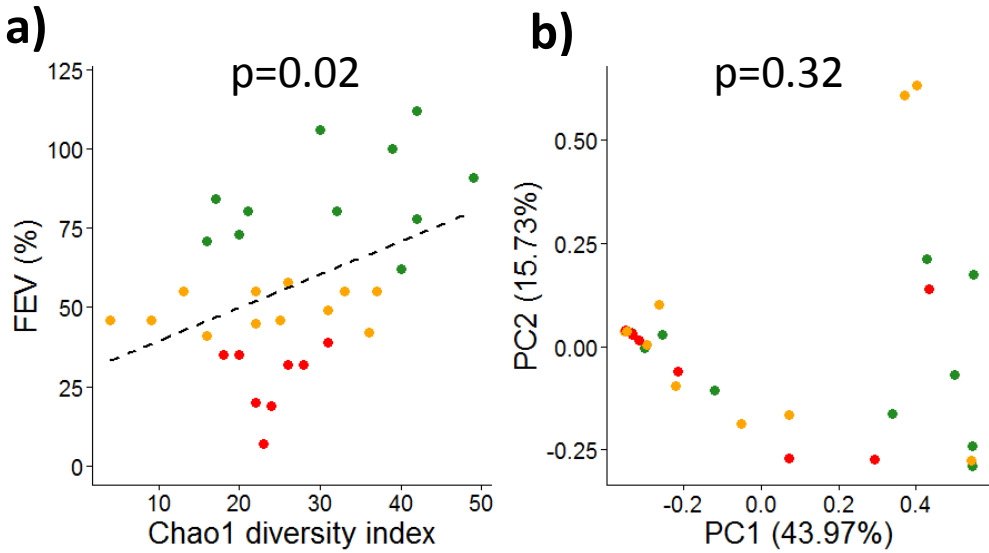 a)
p=0.02
125
100
75
50
25
0
FEV (%)
10 20 30 40 50
Chao1 diversity index
b)
p=0.32
0.50
0.25
0.00
-0.25
PC2 (15.73%)
-0.2 0.0 0.2 0.4
PC1 (43.97%)